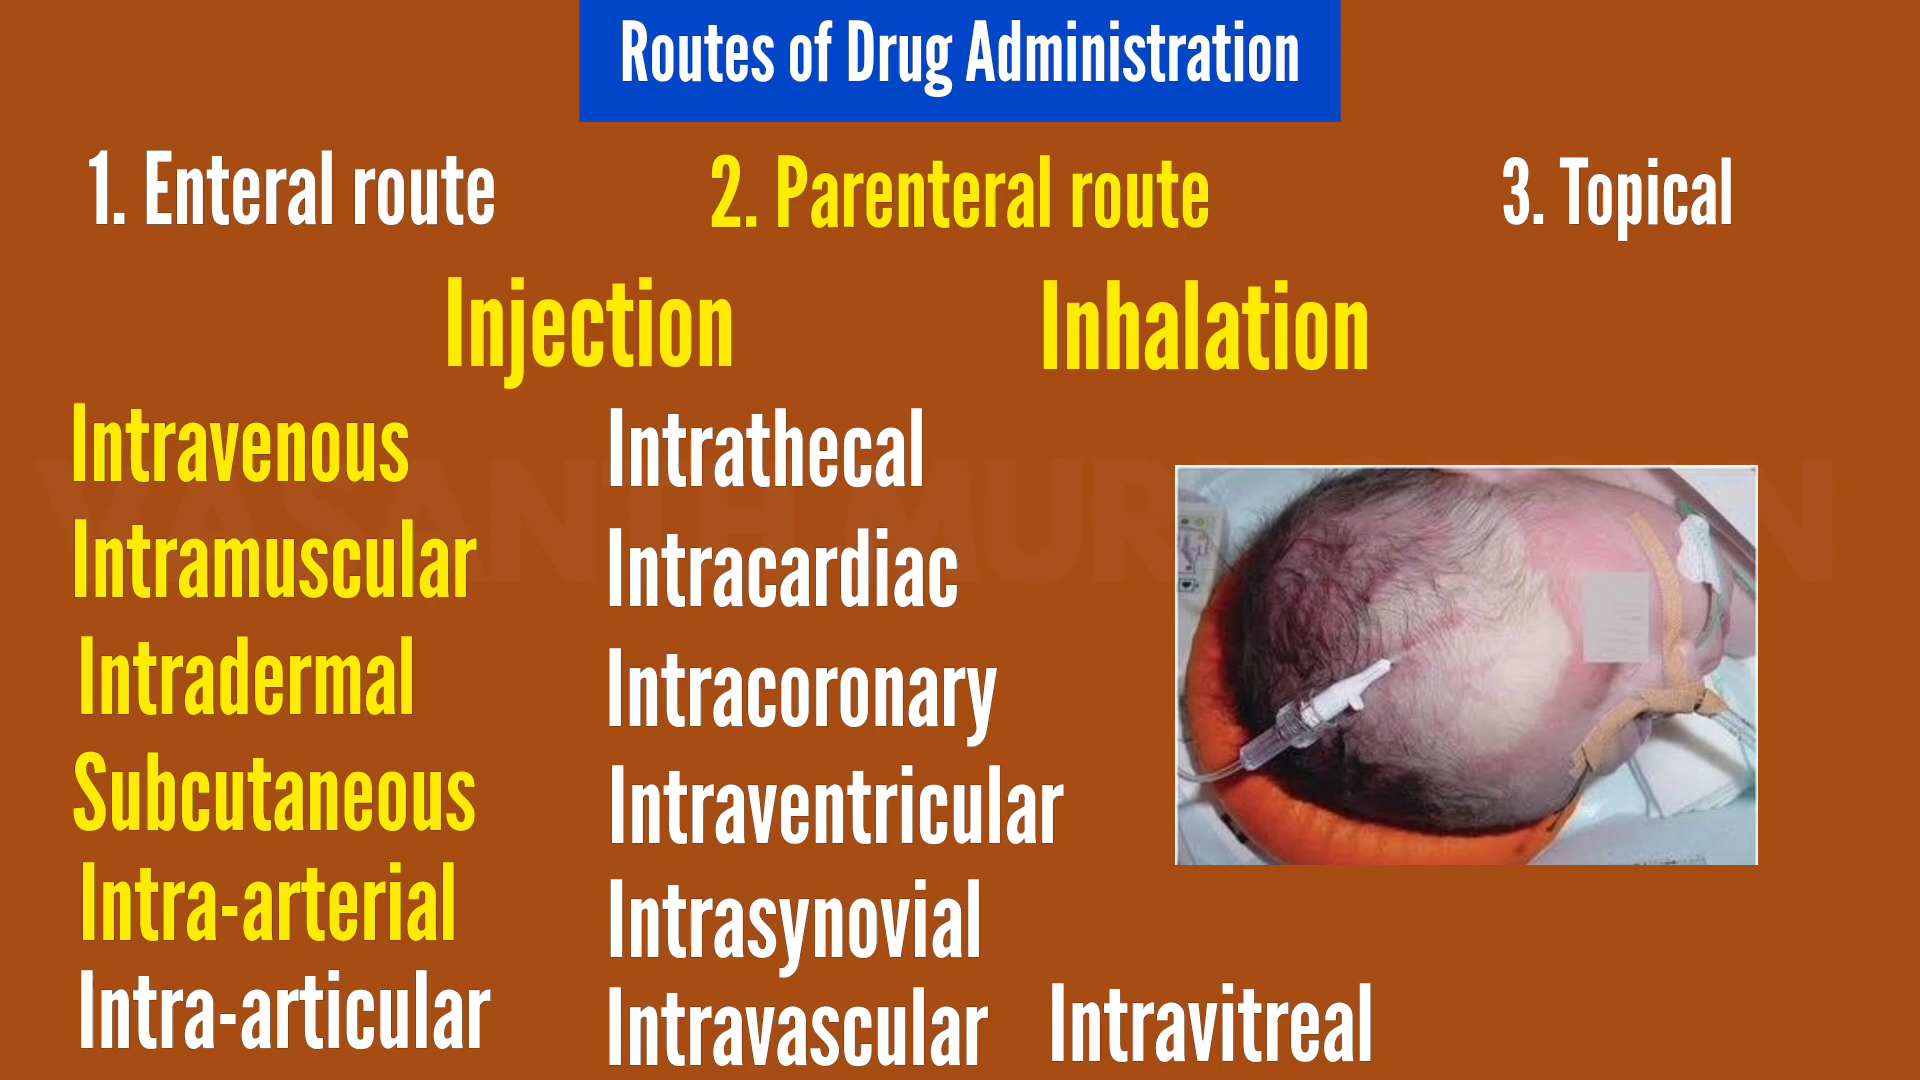 Routes of Drug Administration
1. Enteral route
2. Parenteral route
3. Topical
Injection
Inhalation
Intravenous
Intramuscular
Intradermal
Subcutaneous
Intra-arterial
Intra-articular
Intrathecal
Intracardiac
Intracoronary
Intraventricular
Intrasynovial
Intravascular
Intravitreal
VASANTH